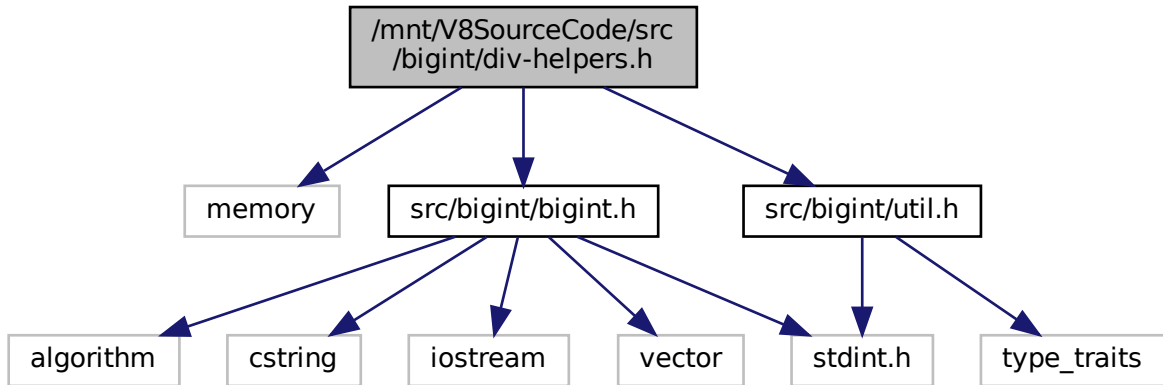 /mnt/V8SourceCode/src
/bigint/div-helpers.h
memory
src/bigint/bigint.h
src/bigint/util.h
algorithm
cstring
iostream
vector
stdint.h
type_traits